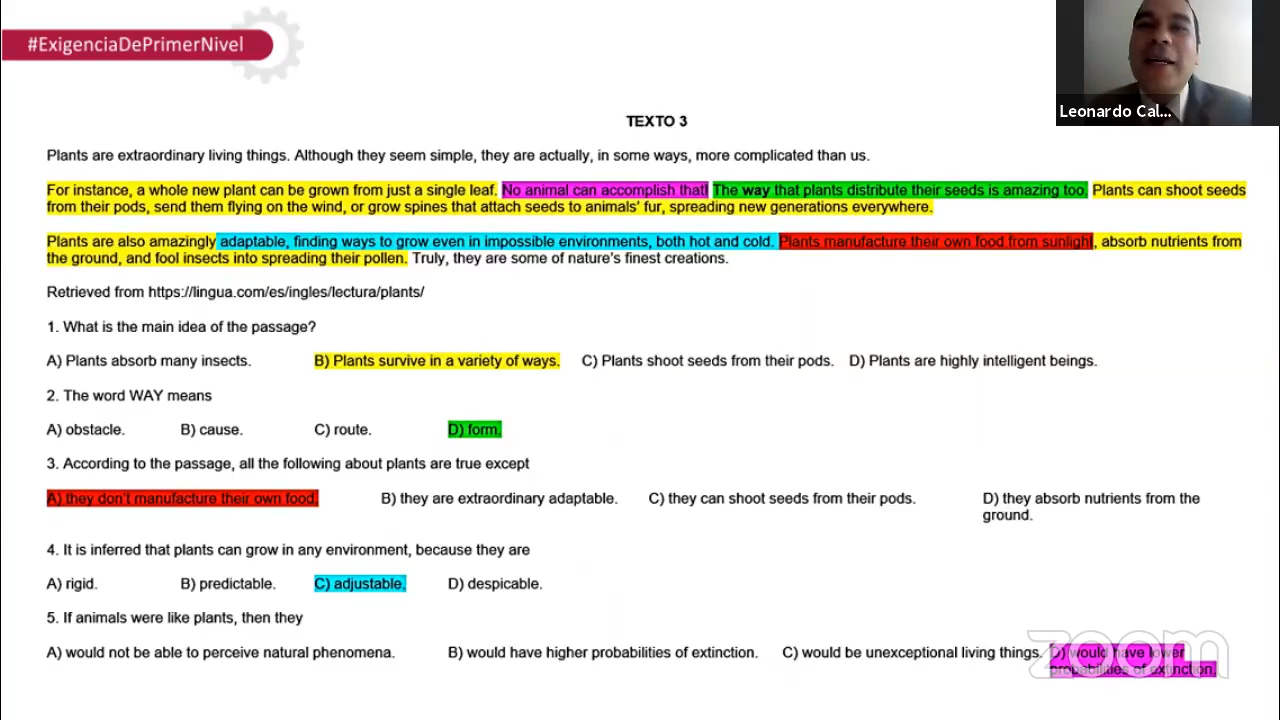 #ExigenciaDePrimerNivel
Leonardo Cal...
TEXTO 3
Plants are extraordinary living things. Although they seem simple, they are actually, in some ways, more complicated than us.
For instance, a whole new plant can be grown from just a single leaf. No animal can accomplish that! The way that plants distribute their seeds is amazing too. Plants can shoot seeds
from their pods, send them flying on the wind, or grow spines that attach seeds to animals' fur, spreading new generations everywhere.
Plants are also amazingly adaptable, finding ways to grow even in impossible environments, both hot and cold. Plants manufacture their own food from sunlight, absorb nutrients from
the ground, and fool insects into spreading their pollen. Truly, they are some of nature's finest creations.
Retrieved from https://lingua.com/es/ingles/lectura/plants/
1. What is the main idea of the passage?
A) Plants absorb many insects. B) Plants survive in a variety of ways. C) Plants shoot seeds from their pods. D) Plants are highly intelligent beings.
2. The word WAY means
A) obstacle. B) cause. C) route. D) form.
3. According to the passage, all the following about plants are true except
A) they don't manufacture their own food. B) they are extraordinary adaptable. C) they can shoot seeds from their pods. D) they absorb nutrients from the
ground.
4. It is inferred that plants can grow in any environment, because they are
A) rigid. B) predictable. C) adjustable. D) despicable.
5. If animals were like plants, then they
A) would not be able to perceive natural phenomena. B) would have higher probabilities of extinction. C) would be unexceptional living things. D) would have lower
probabilities of extinction.
zoom